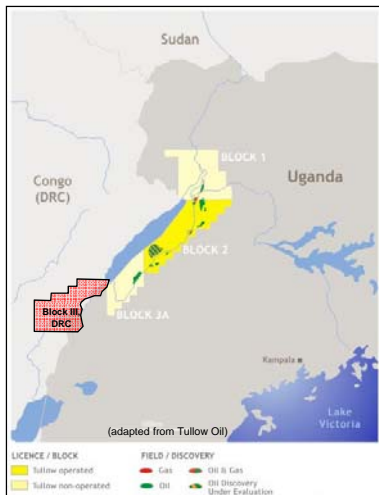 Sudan
BLOCK 1
Congo
(DRC)
Uganda
BLOCK 2
BLOCK 3A
Block III,
DRC
Kampala
(adapted from Tullow Oil)
Lake
Victoria
LICENCE / BLOCK
FIELD / DISCOVERY
Tullow operated
Gas
Oil & Gas
Tullow non-operated
Oil
Oil Discovery
Under Evaluation